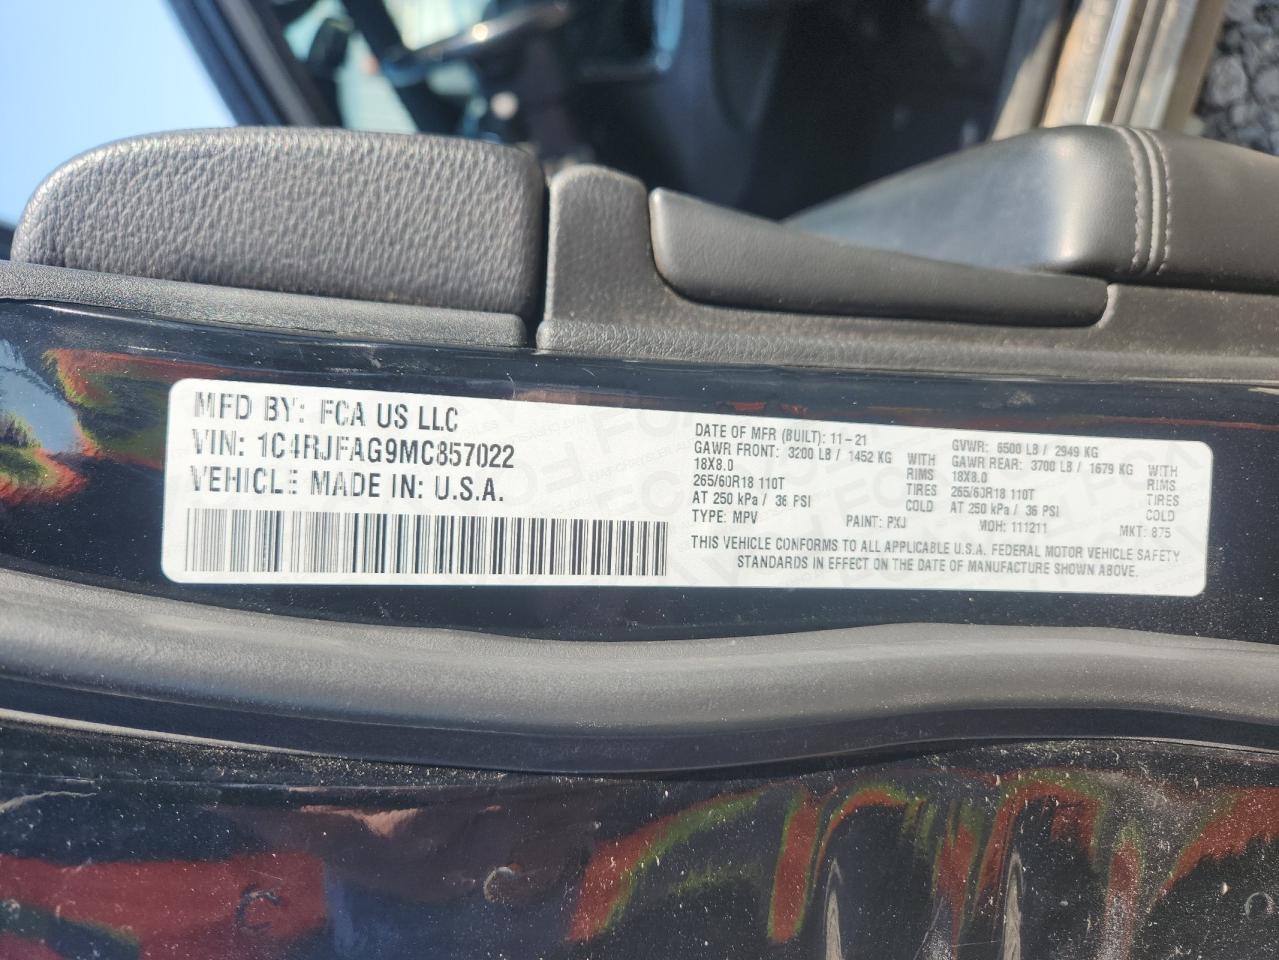 MFD BY: FCA US LLC
VIN: 1C4RJFAG9MC857022
VEHICLE MADE IN: U.S.A.
DATE OF MFR (BUILT): 11-21 GVWR: 6500 LB / 2949 KG
GAWR FRONT: 3200 LB / 1452 KG WITH GAWR REAR: 3700 LB / 1679 KG WITH
18X8.0 RIMS 18X8.0 RIMS
265/60R18 110T TIRES 265/60R18 110T TIRES
AT 250 kPa / 36 PSI COLD AT 250 kPa / 36 PSI COLD
TYPE: MPV PAINT: PXJ MDH: 111211 MKT: 875
THIS VEHICLE CONFORMS TO ALL APPLICABLE U.S.A. FEDERAL MOTOR VEHICLE SAFETY
STANDARDS IN EFFECT ON THE DATE OF MANUFACTURE SHOWN ABOVE.